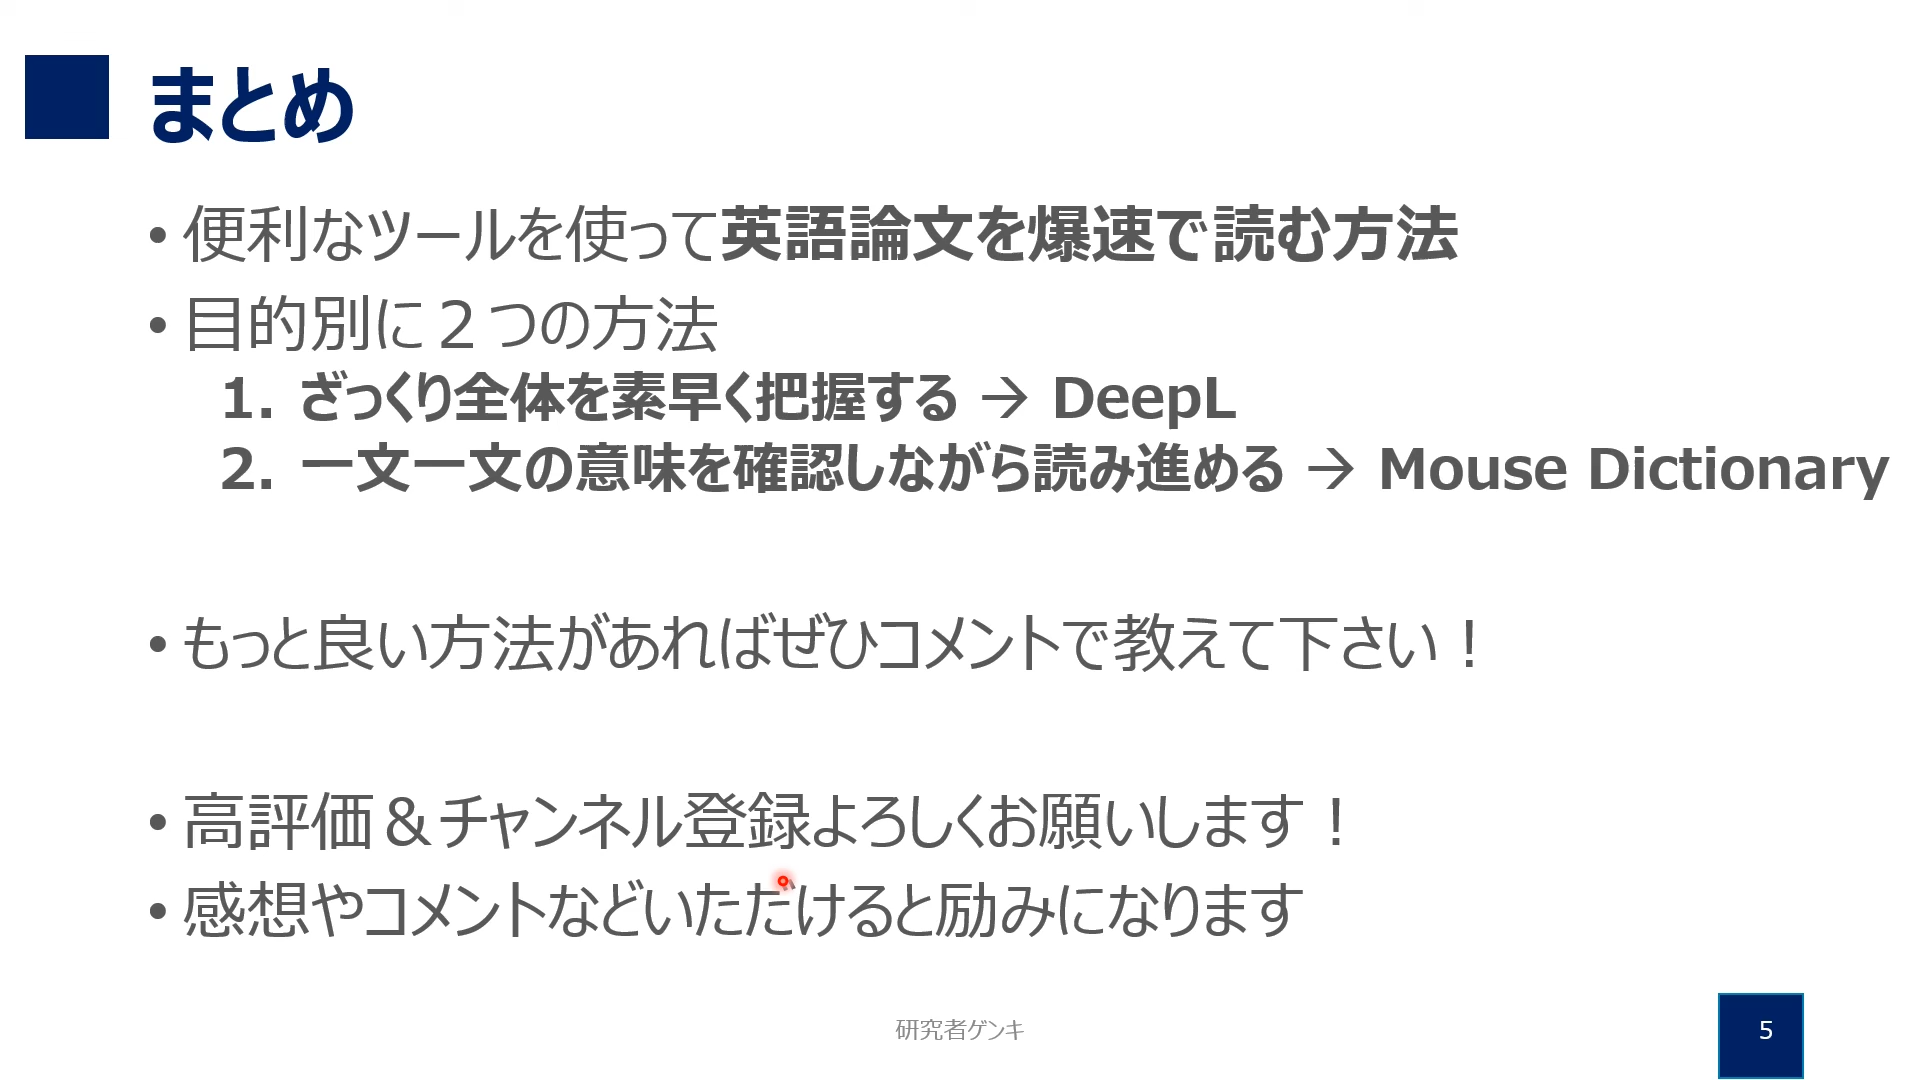 まとめ
• 便利なツールを使って英語論文を爆速で読む方法
• 目的別に２つの方法
1. ざっくり全体を素早く把握する → DeepL
2. 一文一文の意味を確認しながら読み進める → Mouse Dictionary
• もっと良い方法があればぜひコメントで教えて下さい！
• 高評価＆チャンネル登録よろしくお願いします！
• 感想やコメントなどいただけると励みになります
研究者ゲンキ
5